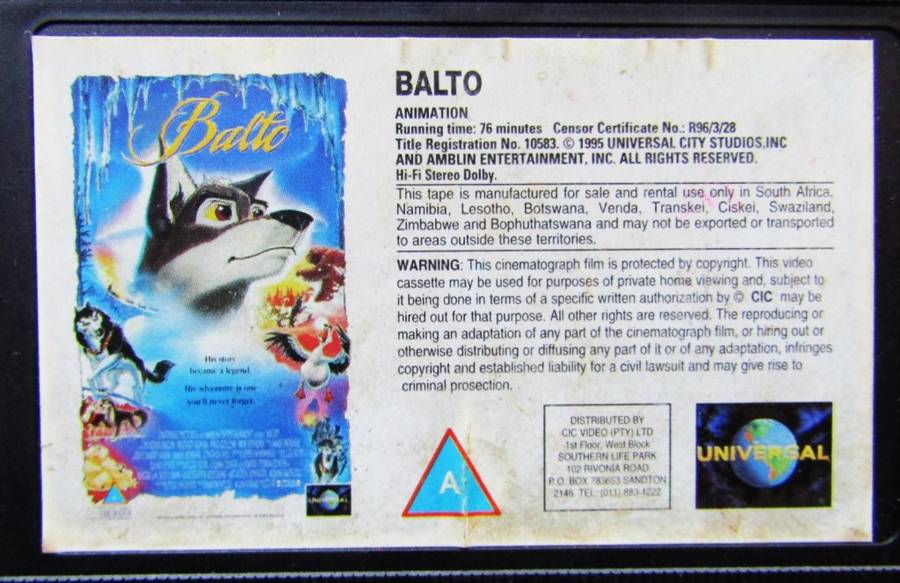 Balto
His story
became a legend.
His adventure is one
you'll never forget.
UNIVERSAL
BALTO
ANIMATION
Running time: 76 minutes Censor Certificate No.: R96/3/28
Title Registration No. 10583. © 1995 UNIVERSAL CITY STUDIOS,INC
AND AMBLIN ENTERTAINMENT, INC. ALL RIGHTS RESERVED.
Hi-Fi Stereo Dolby.
This tape is manufactured for sale and rental use only in South Africa,
Namibia, Lesotho, Botswana, Venda, Transkei, Ciskei, Swaziland,
Zimbabwe and Bophuthatswana and may not be exported or transported
to areas outside these territories.
WARNING: This cinematograph film is protected by copyright. This video
cassette may be used for purposes of private home viewing and, subject to
it being done in terms of a specific written authorization by © CIC may be
hired out for that purpose. All other rights are reserved. The reproducing or
making an adaptation of any part of the cinematograph film, or hiring out or
otherwise distributing or diffusing any part of it or of any adaptation, infringes
copyright and established liability for a civil lawsuit and may give rise to
criminal prosection.
A
DISTRIBUTED BY
CIC VIDEO (PTY) LTD
1st Floor, West Block
SOUTHERN LIFE PARK
102 RIVONIA ROAD
P.O. BOX 783653 SANDTON
2146. TEL. (011) 883-1222
UNIVERSAL